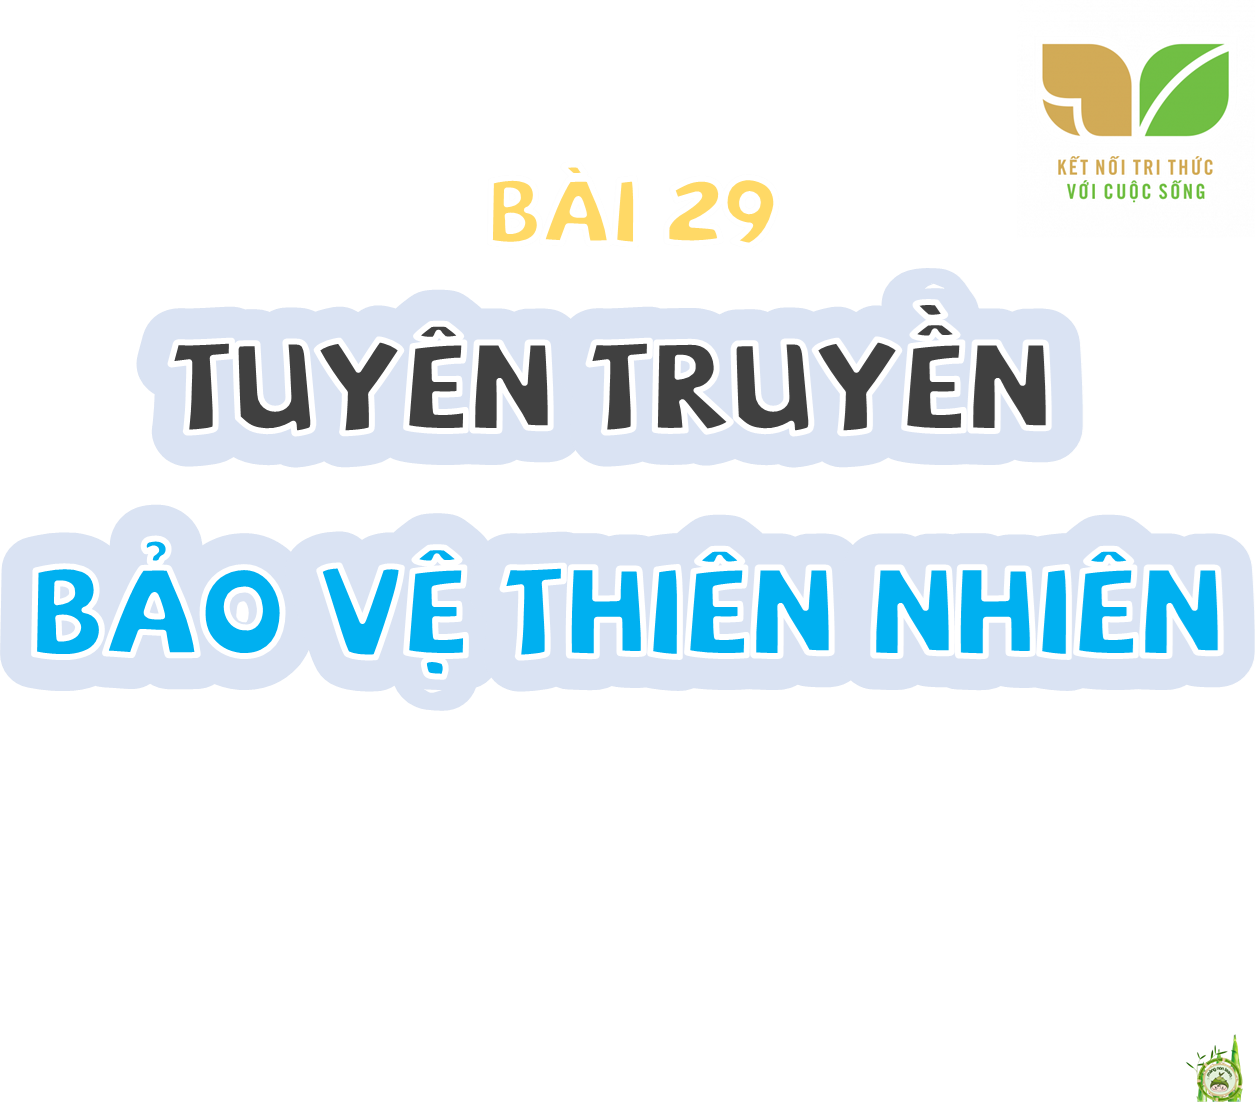 KẾT NỐI TRI THỨC
VỚI CUỘC SỐNG
BÀI 29
TUYÊN TRUYỀN
BẢO VỆ THIÊN NHIÊN